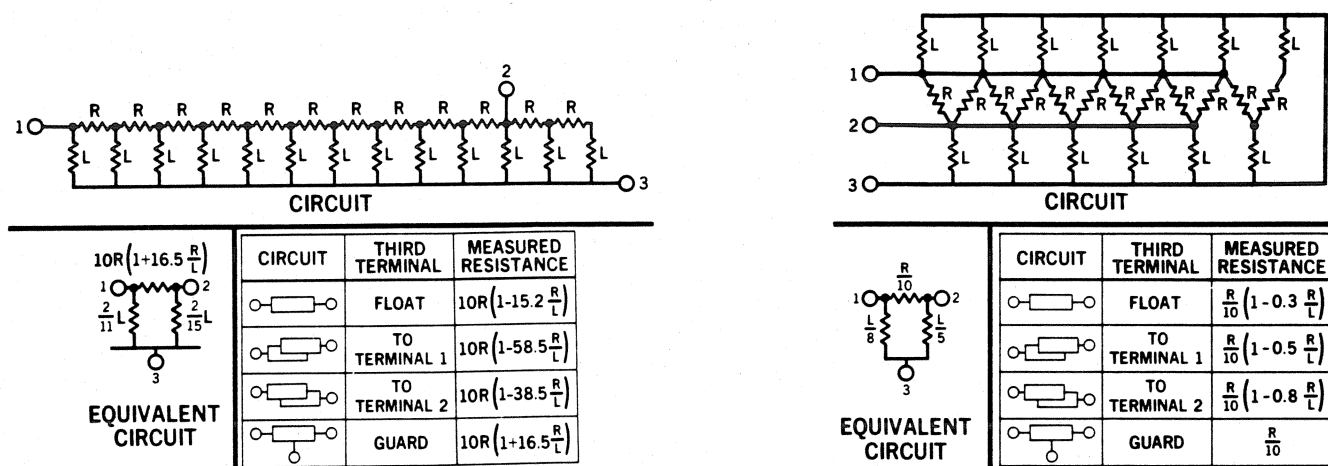 2
R R R R R R R R R R R R
1
L L L L L L L L L L L L L
3
CIRCUIT
10R(1+16.5 R/L)
1 2
2/11 L 2/15 L
3
EQUIVALENT
CIRCUIT
CIRCUIT THIRD TERMINAL MEASURED RESISTANCE
FLOAT 10R(1-15.2 R/L)
TO TERMINAL 1 10R(1-58.5 R/L)
TO TERMINAL 2 10R(1-38.5 R/L)
GUARD 10R(1+16.5 R/L)
L L L L L L L
1
R R R R R R R R R R R R
2
L L L L L L
3
CIRCUIT
R/10
1 2
L/8 L/5
3
EQUIVALENT
CIRCUIT
CIRCUIT THIRD TERMINAL MEASURED RESISTANCE
FLOAT R/10 (1-0.3 R/L)
TO TERMINAL 1 R/10 (1-0.5 R/L)
TO TERMINAL 2 R/10 (1-0.8 R/L)
GUARD R/10